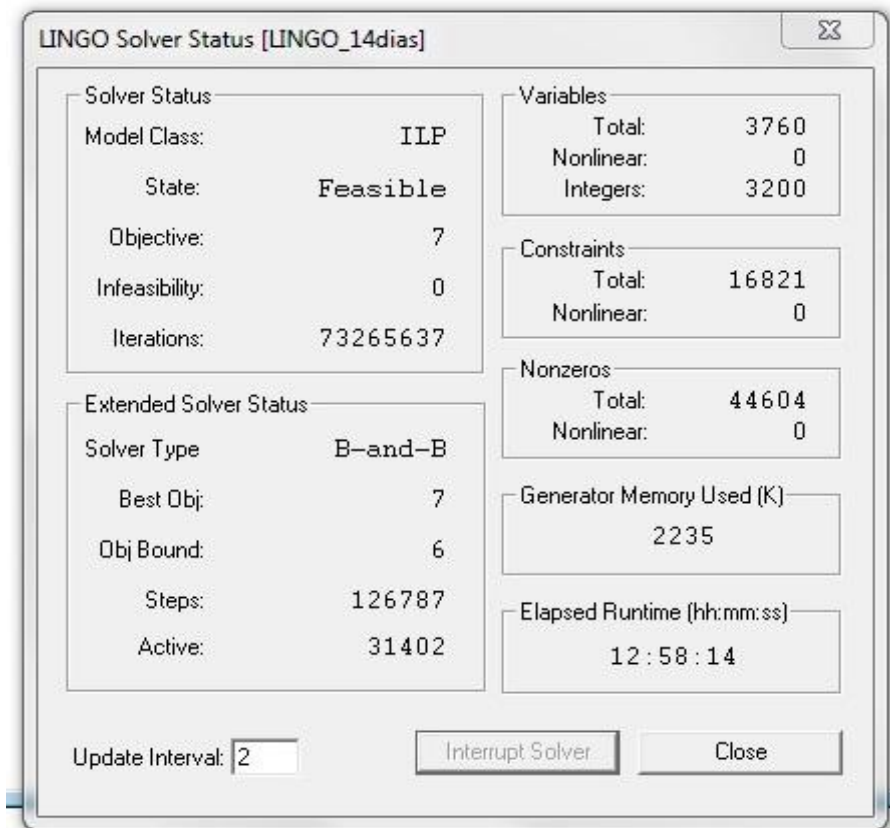 LINGO Solver Status [LINGO_14dias]
Solver Status
Model Class: ILP
State: Feasible
Objective: 7
Infeasibility: 0
Iterations: 73265637
Extended Solver Status
Solver Type B-and-B
Best Obj: 7
Obj Bound: 6
Steps: 126787
Active: 31402
Variables
Total: 3760
Nonlinear: 0
Integers: 3200
Constraints
Total: 16821
Nonlinear: 0
Nonzeros
Total: 44604
Nonlinear: 0
Generator Memory Used (K)
2235
Elapsed Runtime (hh:mm:ss)
12:58:14
Update Interval: 2
Interrupt Solver
Close